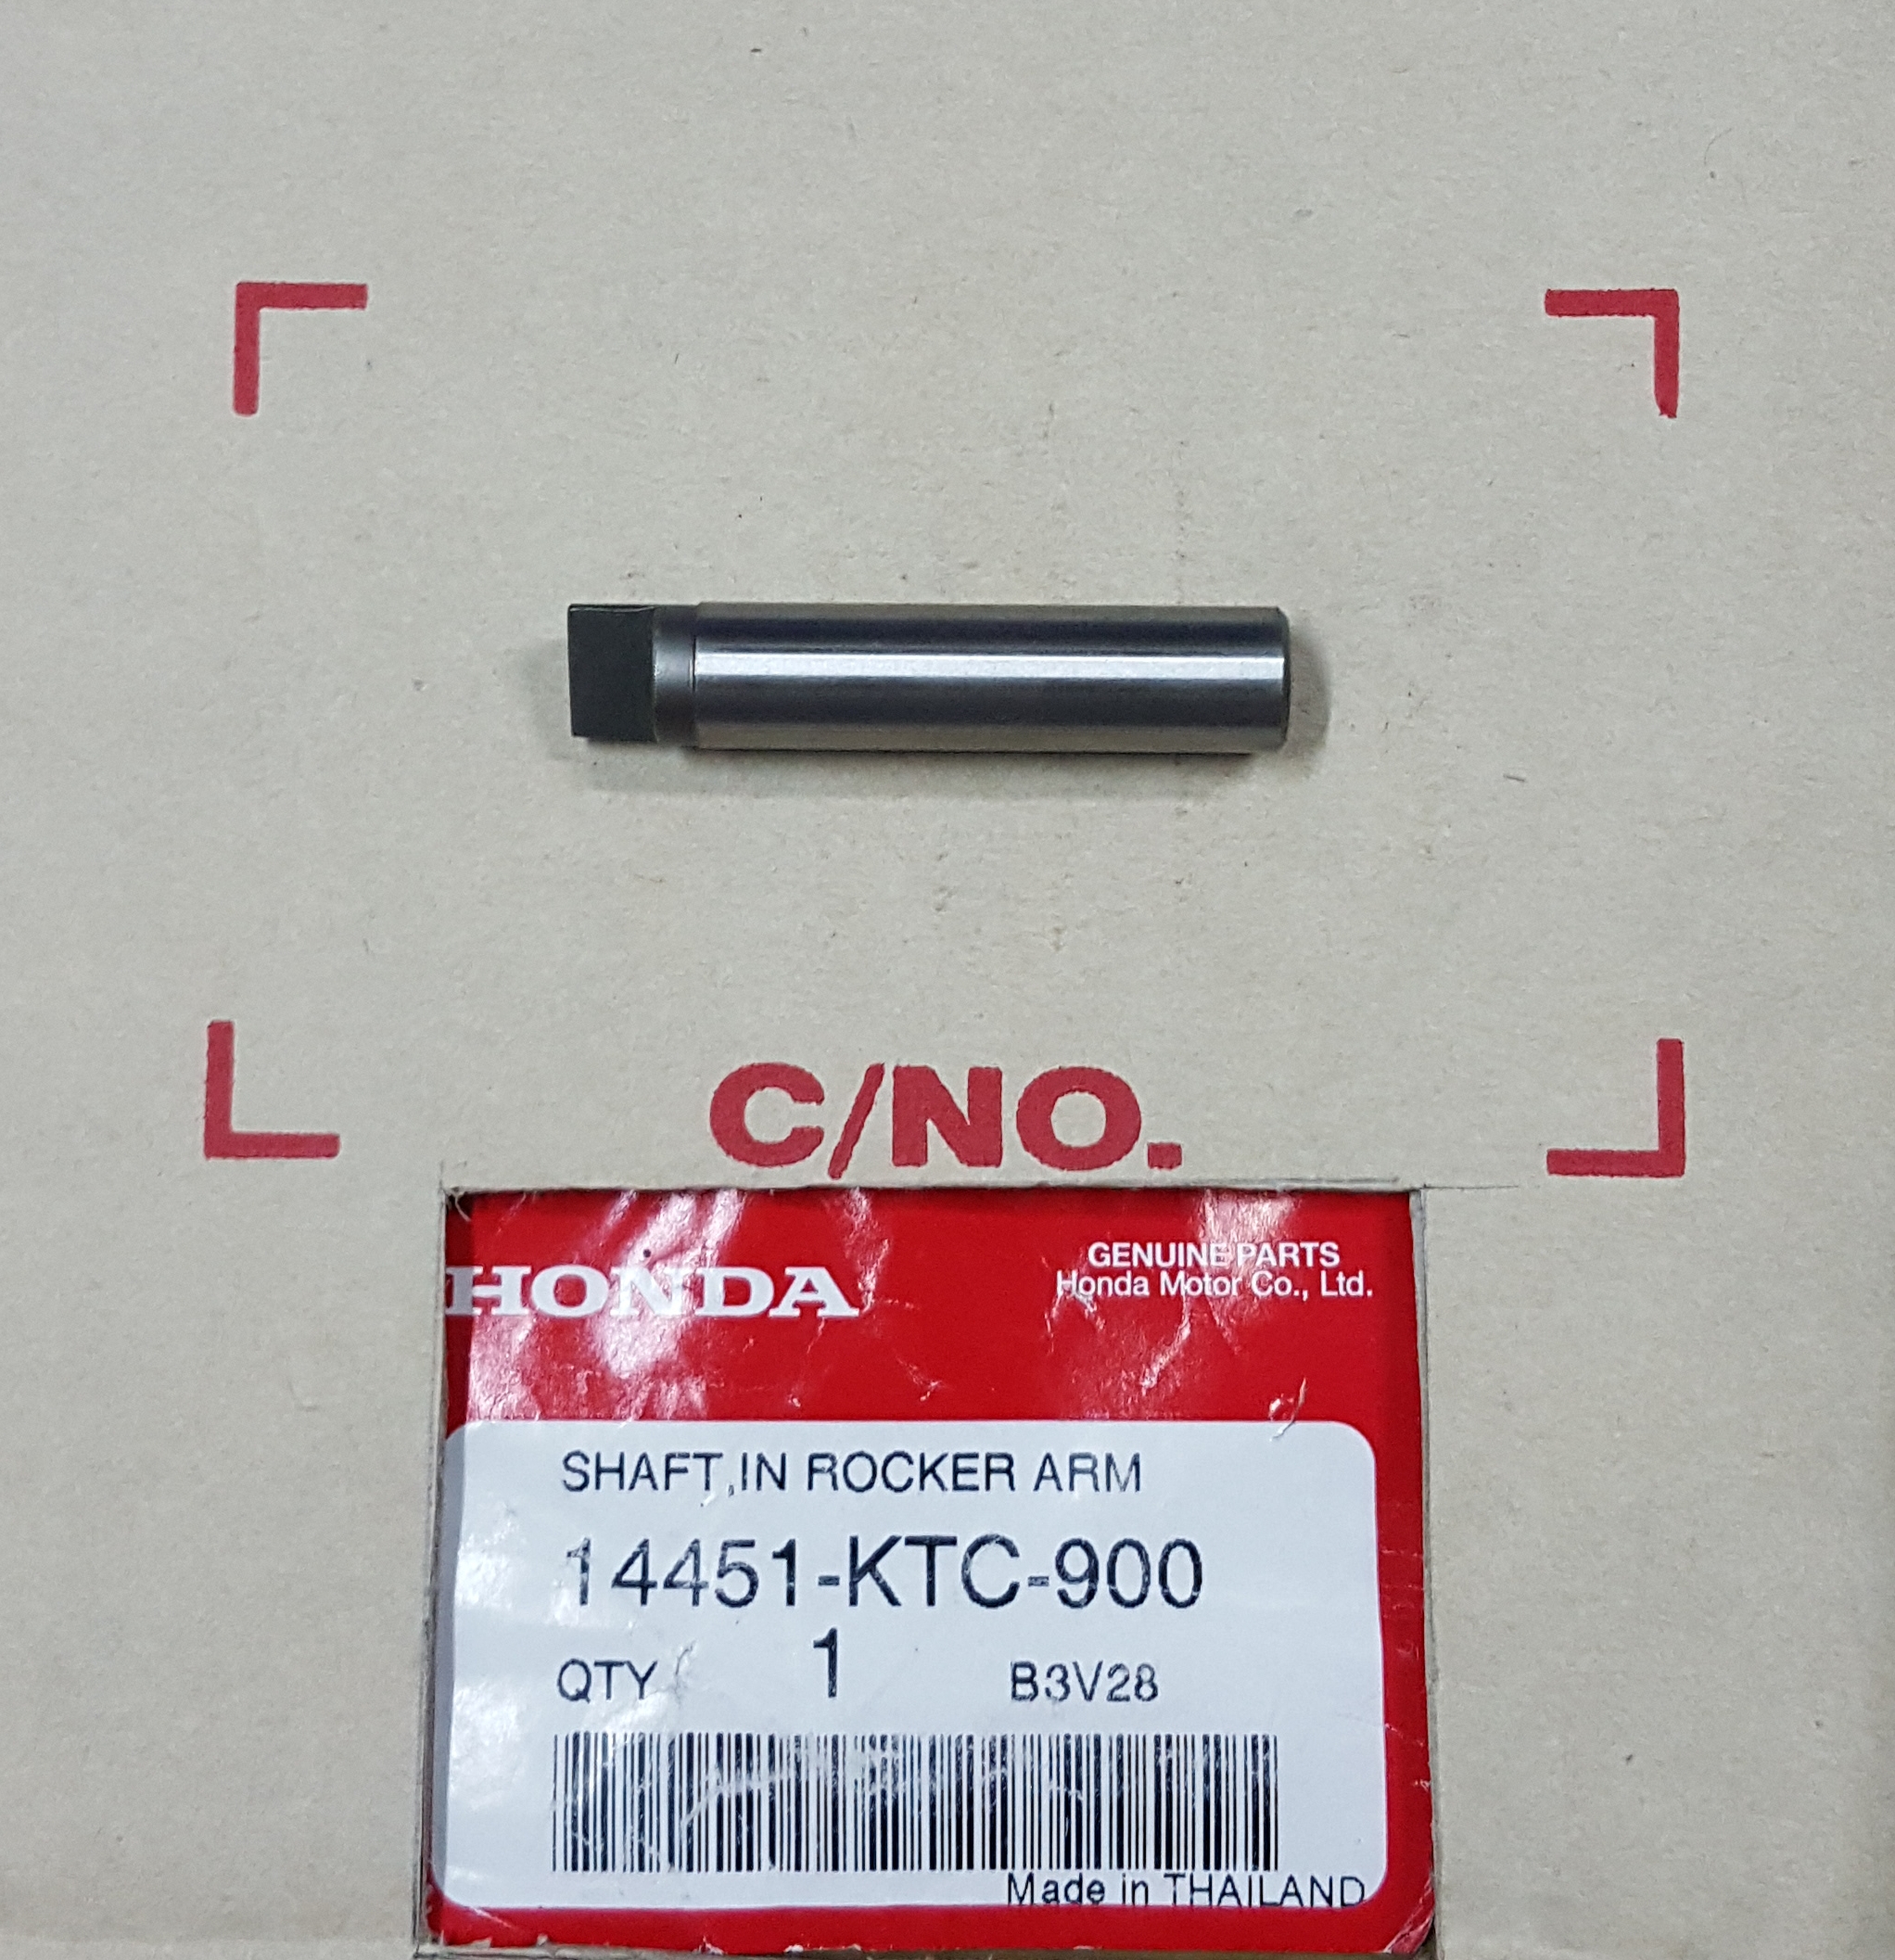 C/NO.
HONDA
GENUINE PARTS
Honda Motor Co., Ltd.
SHAFT,IN ROCKER ARM
14451-KTC-900
QTY 1 B3V28
Made in THAILAND